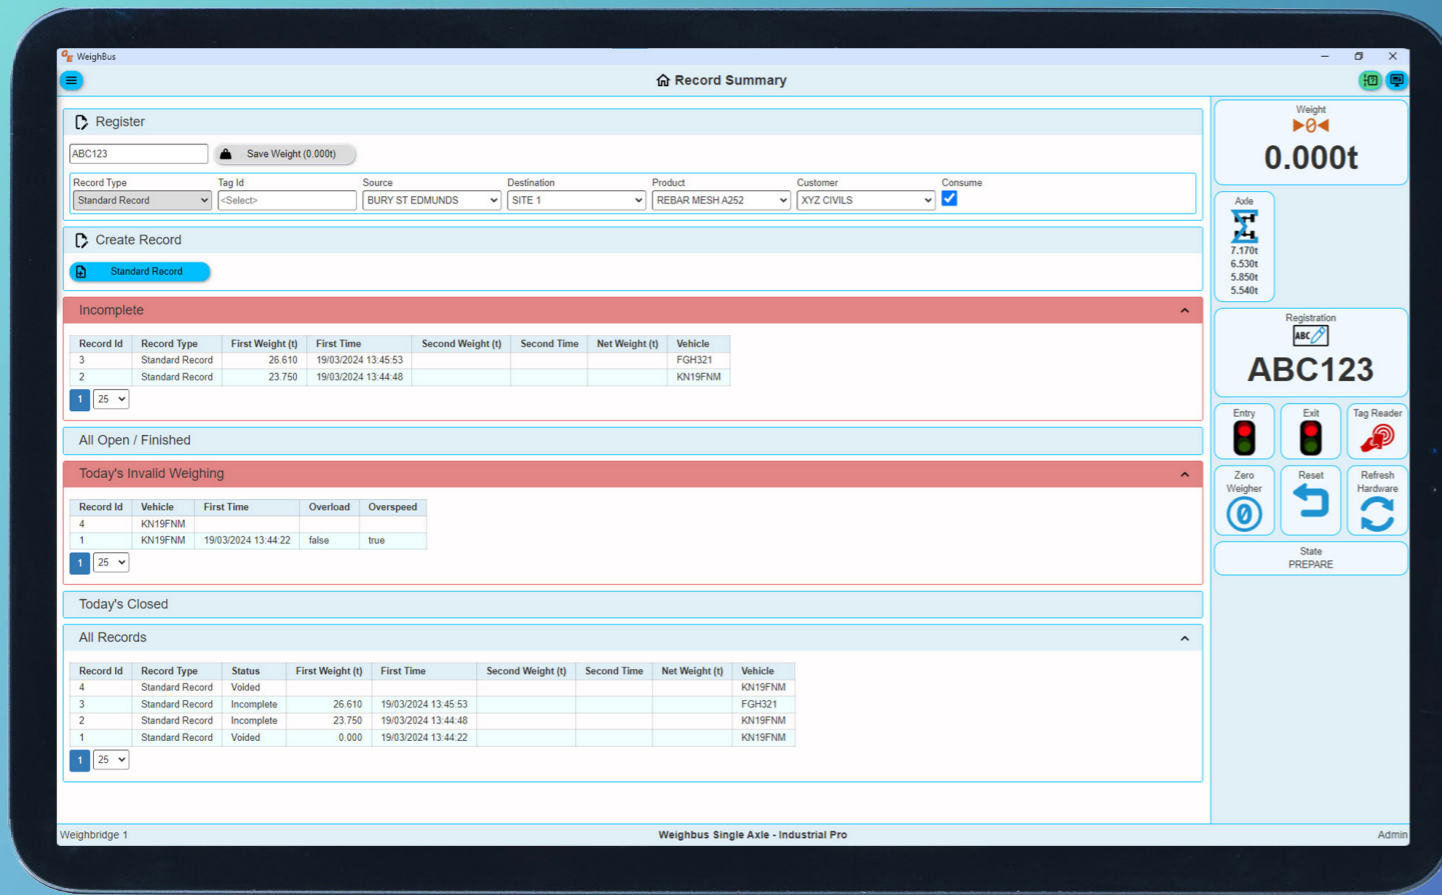 GE WeighBus
Record Summary
Register
ABC123 Save Weight (0.000t)
Record Type Tag Id Source Destination Product Customer Consume
Standard Record <Select> BURY ST EDMUNDS SITE 1 REBAR MESH A252 XYZ CIVILS
Create Record
Standard Record
Incomplete
Record Id Record Type First Weight (t) First Time Second Weight (t) Second Time Net Weight (t) Vehicle
3 Standard Record 26.610 19/03/2024 13:45:53 FGH321
2 Standard Record 23.750 19/03/2024 13:44:48 KN19FNM
1 25
All Open / Finished
Today's Invalid Weighing
Record Id Vehicle First Time Overload Overspeed
4 KN19FNM
1 KN19FNM 19/03/2024 13:44:22 false true
1 25
Today's Closed
All Records
Record Id Record Type Status First Weight (t) First Time Second Weight (t) Second Time Net Weight (t) Vehicle
4 Standard Record Voided KN19FNM
3 Standard Record Incomplete 26.610 19/03/2024 13:45:53 FGH321
2 Standard Record Incomplete 23.750 19/03/2024 13:44:48 KN19FNM
1 Standard Record Voided 0.000 19/03/2024 13:44:22 KN19FNM
1 25
Weight
0
0.000t
Axle
7.170t
6.530t
5.850t
5.540t
Registration
ABC
ABC123
Entry Exit Tag Reader
Zero Weigher Reset Refresh Hardware
0
State
PREPARE
Weighbridge 1 Weighbus Single Axle - Industrial Pro Admin